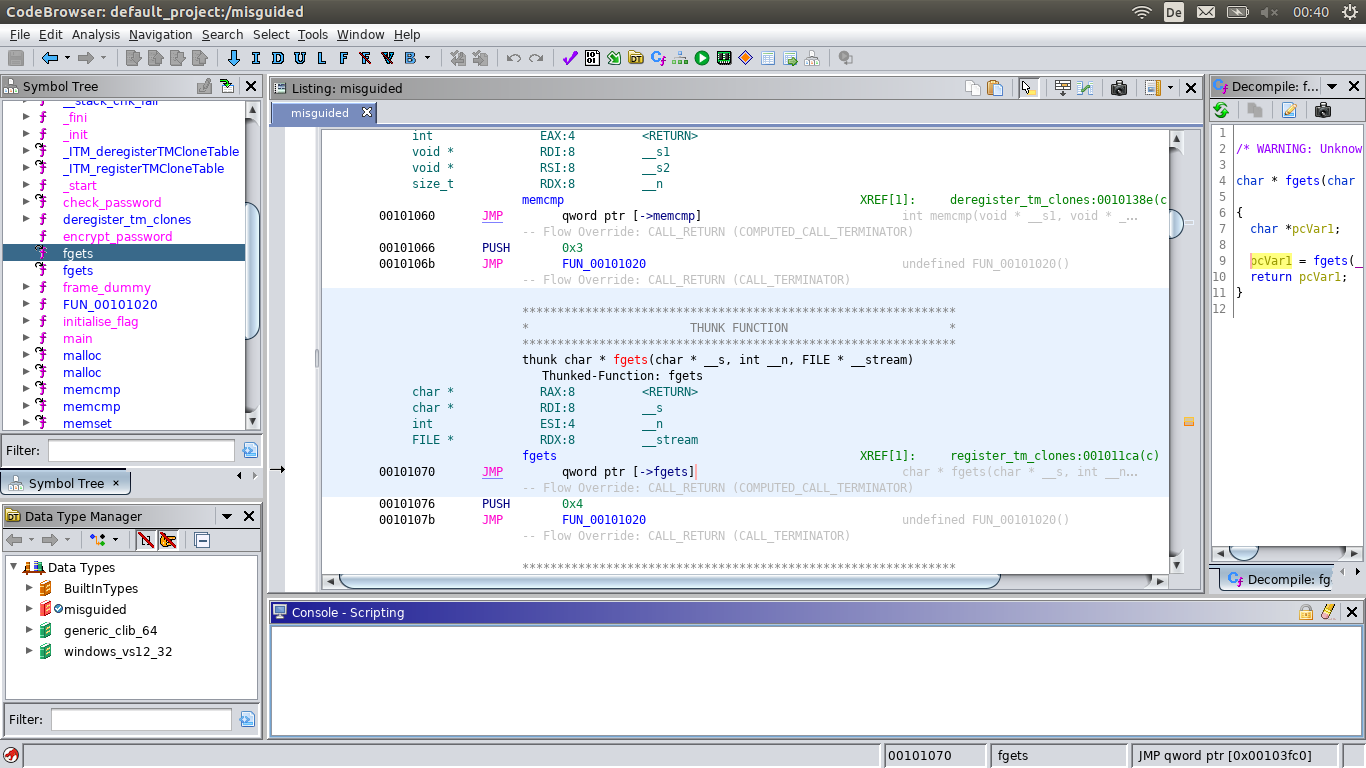 CodeBrowser: default_project:/misguided
De
00:40
File Edit Analysis Navigation Search Select Tools Window Help
I D U L F R V B
Symbol Tree
__stack_chk_fail
_fini
_init
_ITM_deregisterTMCloneTable
_ITM_registerTMCloneTable
_start
check_password
deregister_tm_clones
encrypt_password
fgets
fgets
frame_dummy
FUN_00101020
initialise_flag
main
malloc
malloc
memcmp
memcmp
memset
Filter:
Symbol Tree ×
Data Type Manager
Data Types
BuiltInTypes
misguided
generic_clib_64
windows_vs12_32
Filter:
Listing: misguided
misguided
int EAX:4 <RETURN>
void * RDI:8 __s1
void * RSI:8 __s2
size_t RDX:8 __n
memcmp XREF[1]: deregister_tm_clones:0010138e(c
00101060 JMP qword ptr [->memcmp] int memcmp(void * __s1, void * _...
-- Flow Override: CALL_RETURN (COMPUTED_CALL_TERMINATOR)
00101066 PUSH 0x3
0010106b JMP FUN_00101020 undefined FUN_00101020()
-- Flow Override: CALL_RETURN (CALL_TERMINATOR)
**************************************************************
* THUNK FUNCTION *
**************************************************************
thunk char * fgets(char * __s, int __n, FILE * __stream)
Thunked-Function: fgets
char * RAX:8 <RETURN>
char * RDI:8 __s
int ESI:4 __n
FILE * RDX:8 __stream
fgets XREF[1]: register_tm_clones:001011ca(c)
00101070 JMP qword ptr [->fgets] char * fgets(char * __s, int __n...
-- Flow Override: CALL_RETURN (COMPUTED_CALL_TERMINATOR)
00101076 PUSH 0x4
0010107b JMP FUN_00101020 undefined FUN_00101020()
-- Flow Override: CALL_RETURN (CALL_TERMINATOR)
**************************************************************
Decompile: f...
1
2 /* WARNING: Unknow
3
4 char * fgets(char
5
6 {
7 char *pcVar1;
8
9 pcVar1 = fgets(_
10 return pcVar1;
11 }
12
Decompile: fg
Console - Scripting
00101070
fgets
JMP qword ptr [0x00103fc0]